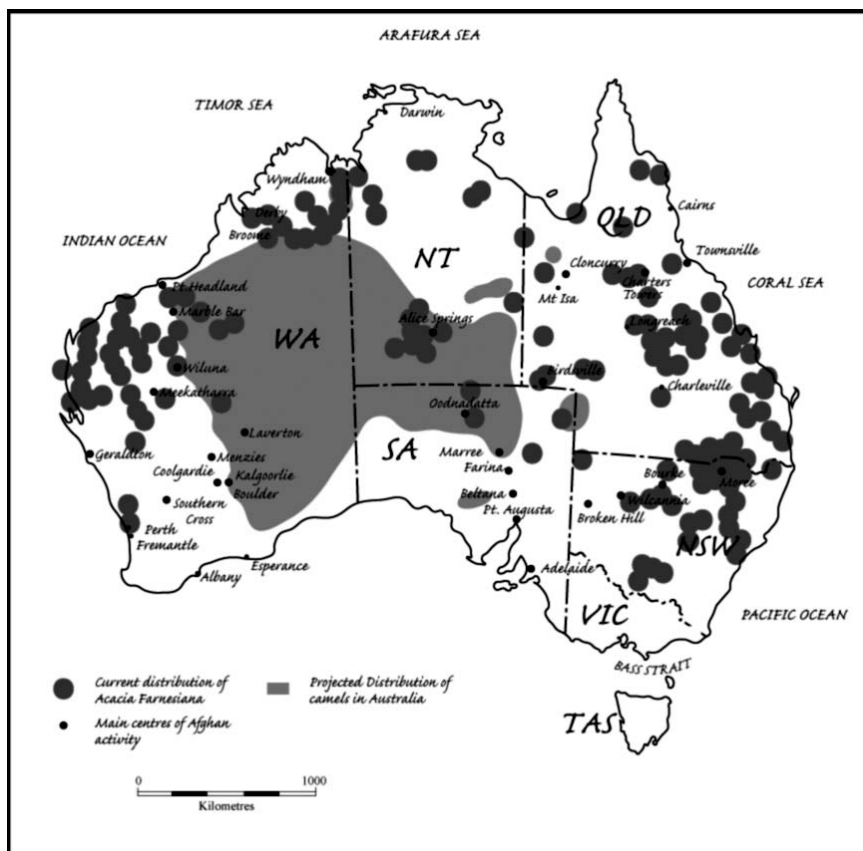 ARAFURA SEA
TIMOR SEA
Darwin
Wyndham
Derby
Broome
QLD
Cairns
INDIAN OCEAN
NT
Townsville
Cloncurry
Charters
Towers
CORAL SEA
Pt. Headland
Mt Isa
Marble Bar
Alice Springs
Longreach
WA
Wiluna
Birdsville
Meekatharra
Charleville
Oodnadatta
Laverton
SA
Geraldton
Menzies
Marree
Coolgardie
Farina
Bourke
Moree
Kalgoorlie
Boulder
Beltana
Wilcannia
Southern
Cross
Pt. Augusta
Broken Hill
Perth
Fremantle
NSW
Esperance
Albany
Adelaide
VIC
PACIFIC OCEAN
BASS STRAIT
TAS
Current distribution of
Acacia Farnesiana
Projected Distribution of
camels in Australia
Main centres of Afghan
activity
0 1000
Kilometres